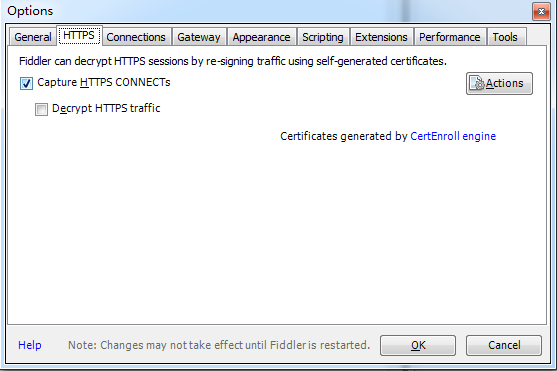 Options
General HTTPS Connections Gateway Appearance Scripting Extensions Performance Tools
Fiddler can decrypt HTTPS sessions by re-signing traffic using self-generated certificates.
Capture HTTPS CONNECTs Actions
Decrypt HTTPS traffic
Certificates generated by CertEnroll engine
Help Note: Changes may not take effect until Fiddler is restarted. OK Cancel